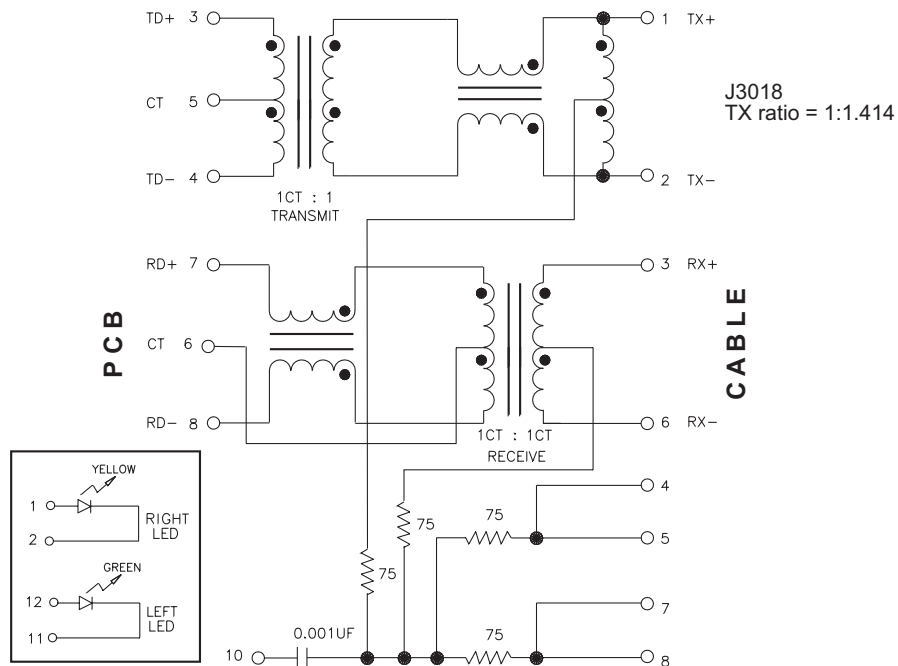 TD+ 3
1 TX+
CT 5
J3018
TX ratio = 1:1.414
TD- 4
2 TX-
1CT : 1
TRANSMIT
RD+ 7
3 RX+
PCB
CT 6
CABLE
RD- 8
6 RX-
1CT : 1CT
RECEIVE
YELLOW
1
RIGHT
LED
2
GREEN
12
LEFT
LED
11
4
75
75
5
75
7
0.001UF
75
10
8